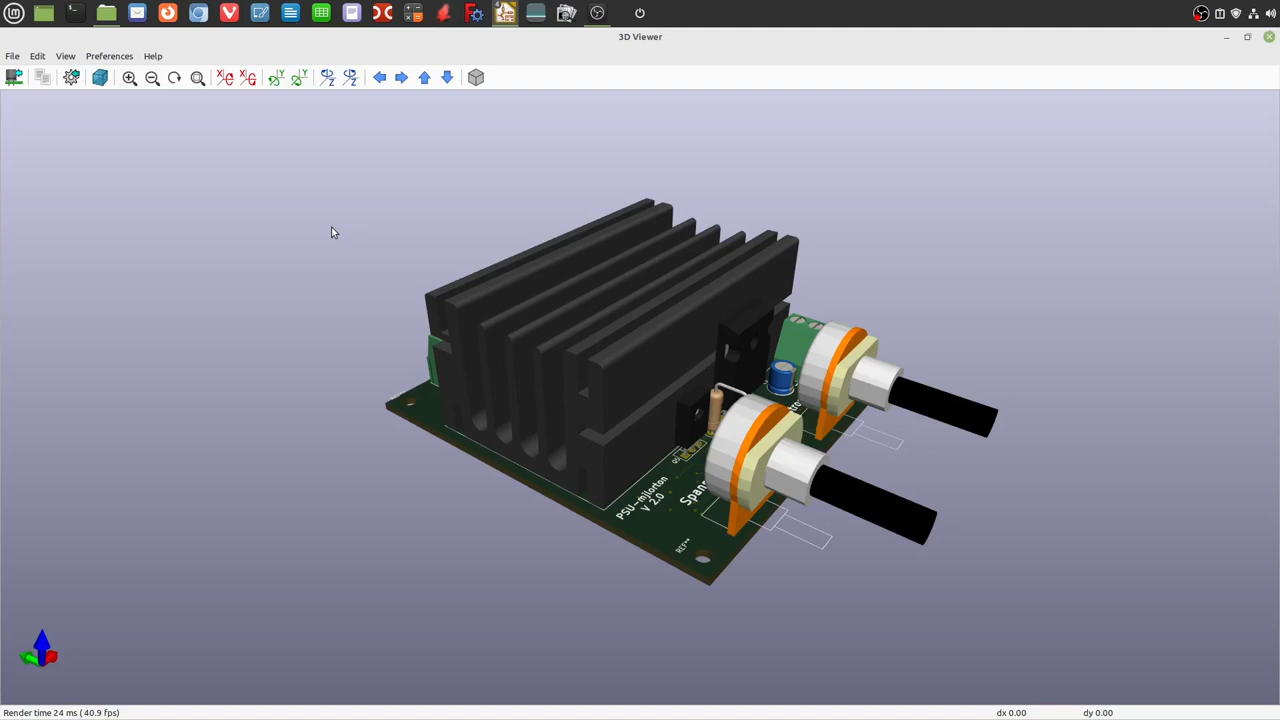 3D Viewer
File Edit View Preferences Help
PSU-mjlorton
V 2.0
Span
REF**
Render time 24 ms ( 40.9 fps)
dx 0.00
dy 0.00